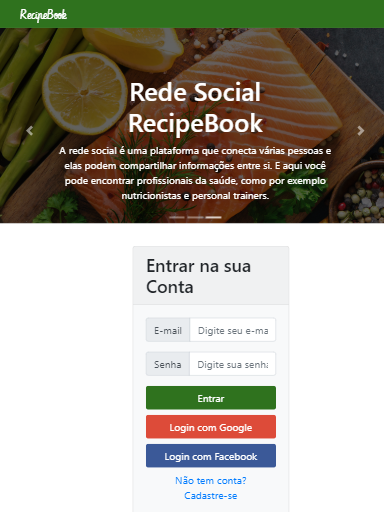 RecipeBook
Rede Social
RecipeBook
A rede social é uma plataforma que conecta várias pessoas e
elas podem compartilhar informações entre si. E aqui você
pode encontrar profissionais da saúde, como por exemplo
nutricionistas e personal trainers.
Entrar na sua
Conta
E-mail Digite seu e-ma
Senha Digite sua senha
Entrar
Login com Google
Login com Facebook
Não tem conta?
Cadastre-se